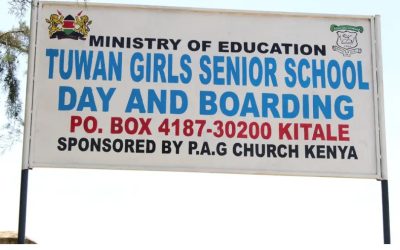 MINISTRY OF EDUCATION
TUWAN GIRLS SENIOR SCHOOL
DAY AND BOARDING
PO. BOX 4187-30200 KITALE
SPONSORED BY P.A.G CHURCH KENYA